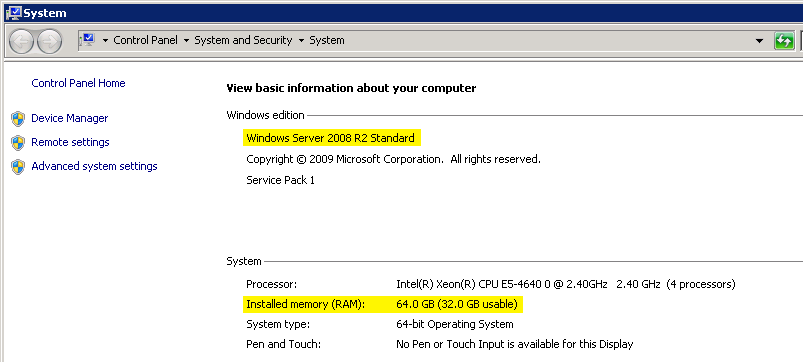 System
Control Panel System and Security System
Control Panel Home
Device Manager
Remote settings
Advanced system settings
View basic information about your computer
Windows edition
Windows Server 2008 R2 Standard
Copyright © 2009 Microsoft Corporation. All rights reserved.
Service Pack 1
System
Processor: Intel(R) Xeon(R) CPU E5-4640 0 @ 2.40GHz 2.40 GHz (4 processors)
Installed memory (RAM): 64.0 GB (32.0 GB usable)
System type: 64-bit Operating System
Pen and Touch: No Pen or Touch Input is available for this Display